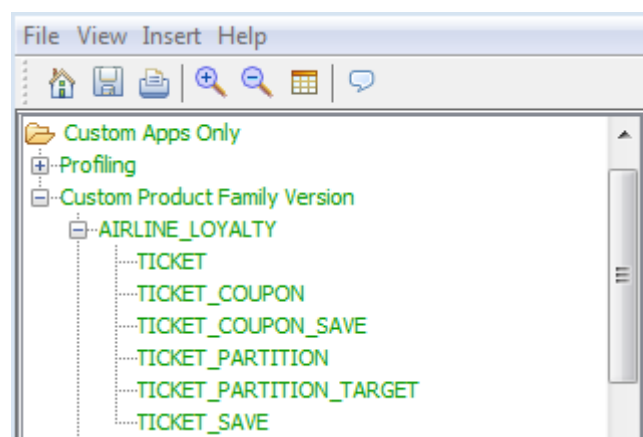 File View Insert Help
Custom Apps Only
Profiling
Custom Product Family Version
AIRLINE_LOYALTY
TICKET
TICKET_COUPON
TICKET_COUPON_SAVE
TICKET_PARTITION
TICKET_PARTITION_TARGET
TICKET_SAVE